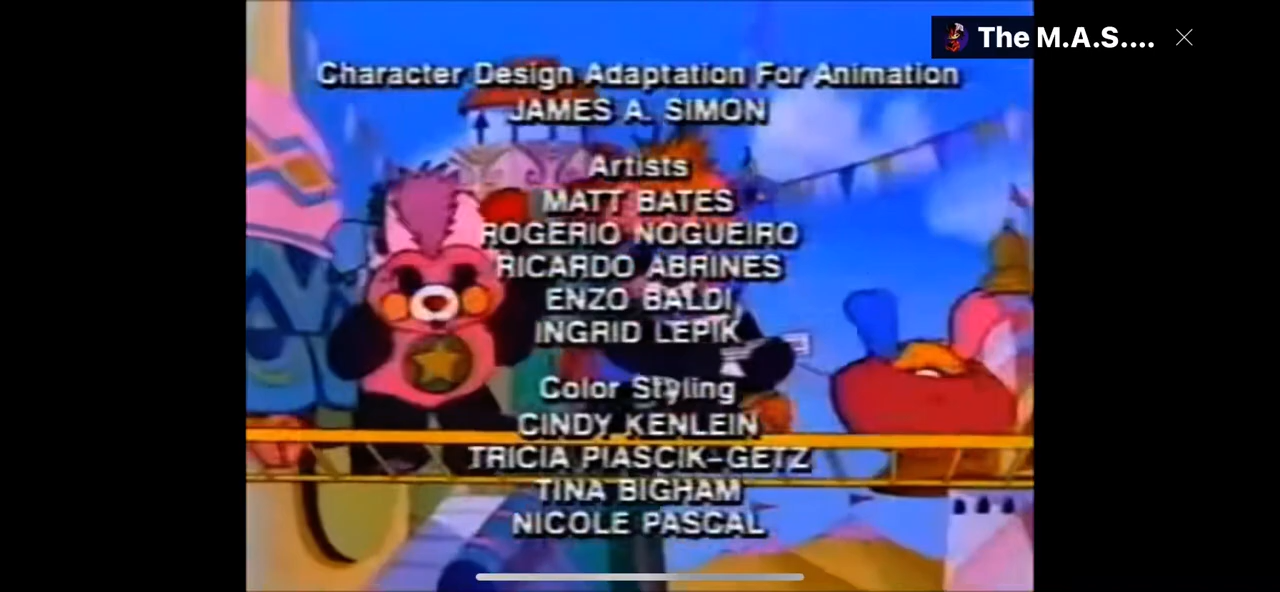 The M.A.S....
Character Design Adaptation For Animation
JAMES A. SIMON
Artists
MATT BATES
ROGERIO NOGUEIRO
RICARDO ABRINES
ENZO BALDI
INGRID LEPIK
Color Styling
CINDY KENLEIN
TRICIA PIASCIK-GETZ
TINA BIGHAM
NICOLE PASCAL